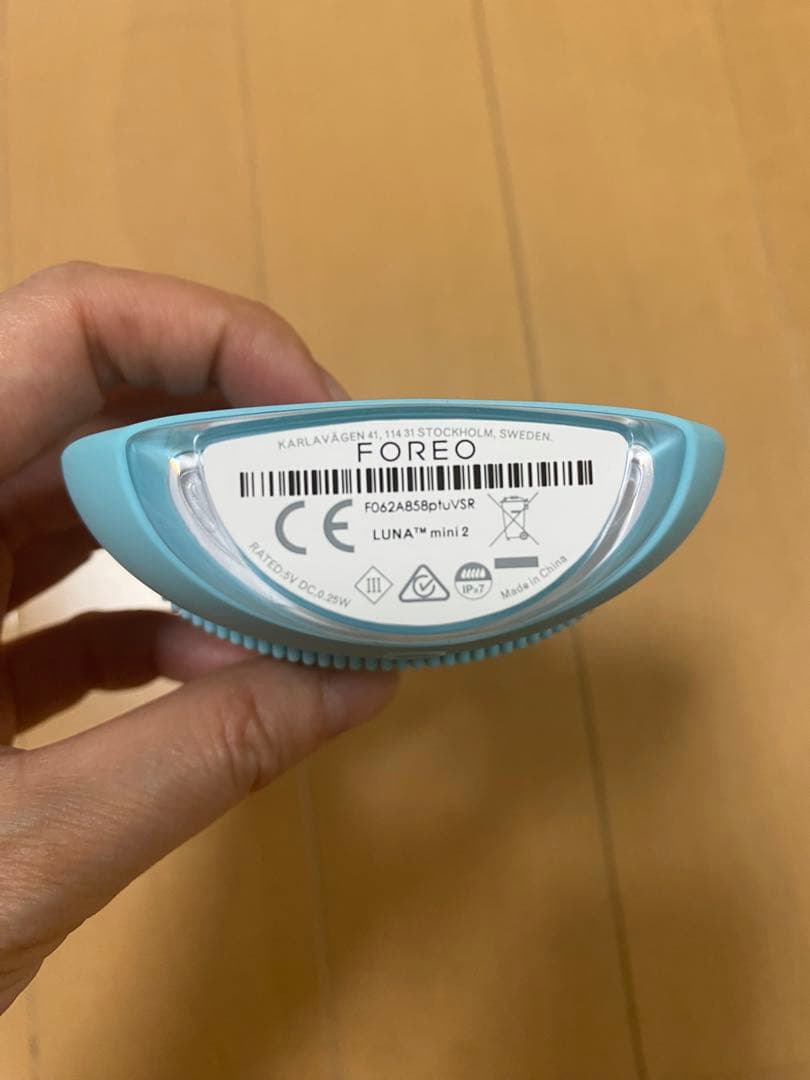 KARLAVÄGEN 41, 114 31 STOCKHOLM, SWEDEN.
FOREO
F062A858ptuVSR
CE
LUNA™ mini 2
RATED:5V DC,0.25W
III
IPX7
Made in China